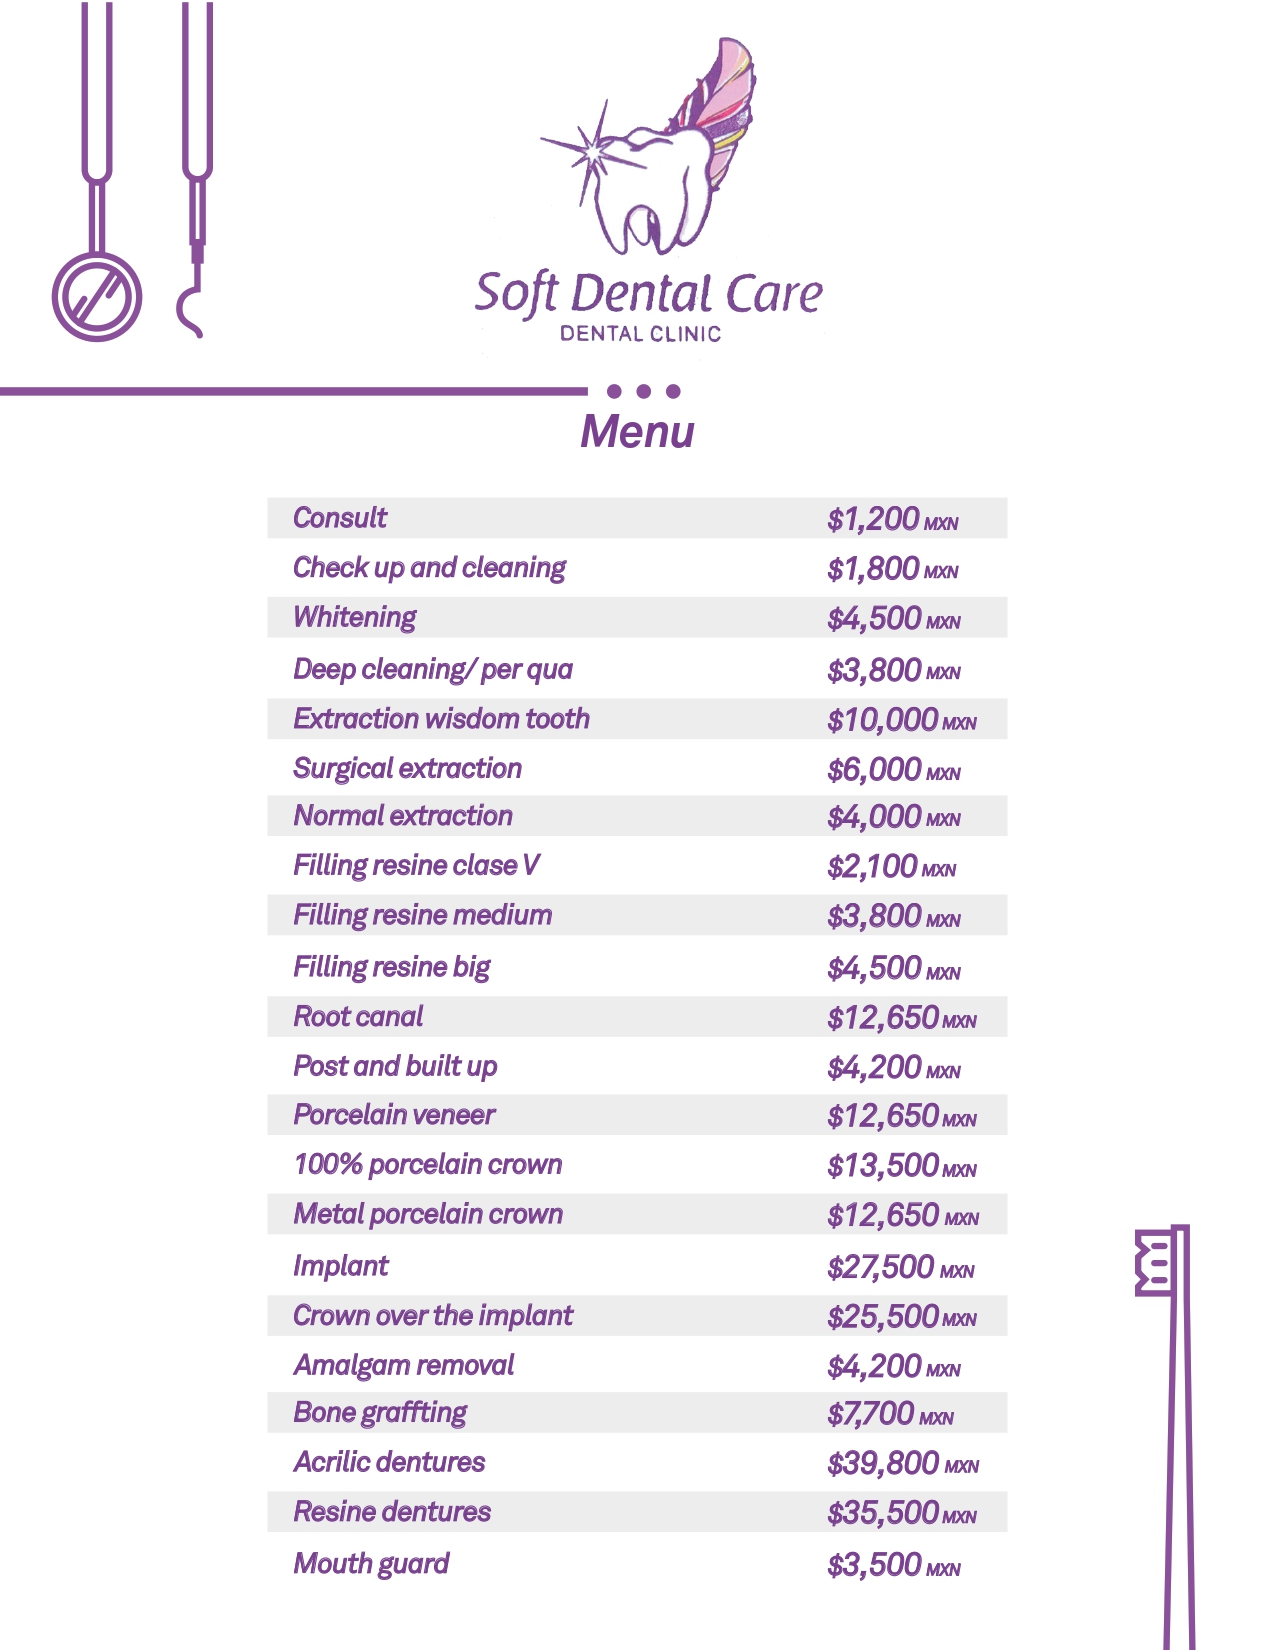 Soft Dental Care
DENTAL CLINIC
Menu
Consult $1,200 MXN
Check up and cleaning $1,800 MXN
Whitening $4,500 MXN
Deep cleaning/ per qua $3,800 MXN
Extraction wisdom tooth $10,000 MXN
Surgical extraction $6,000 MXN
Normal extraction $4,000 MXN
Filling resine clase V $2,100 MXN
Filling resine medium $3,800 MXN
Filling resine big $4,500 MXN
Root canal $12,650 MXN
Post and built up $4,200 MXN
Porcelain veneer $12,650 MXN
100% porcelain crown $13,500 MXN
Metal porcelain crown $12,650 MXN
Implant $27,500 MXN
Crown over the implant $25,500 MXN
Amalgam removal $4,200 MXN
Bone graffting $7,700 MXN
Acrilic dentures $39,800 MXN
Resine dentures $35,500 MXN
Mouth guard $3,500 MXN